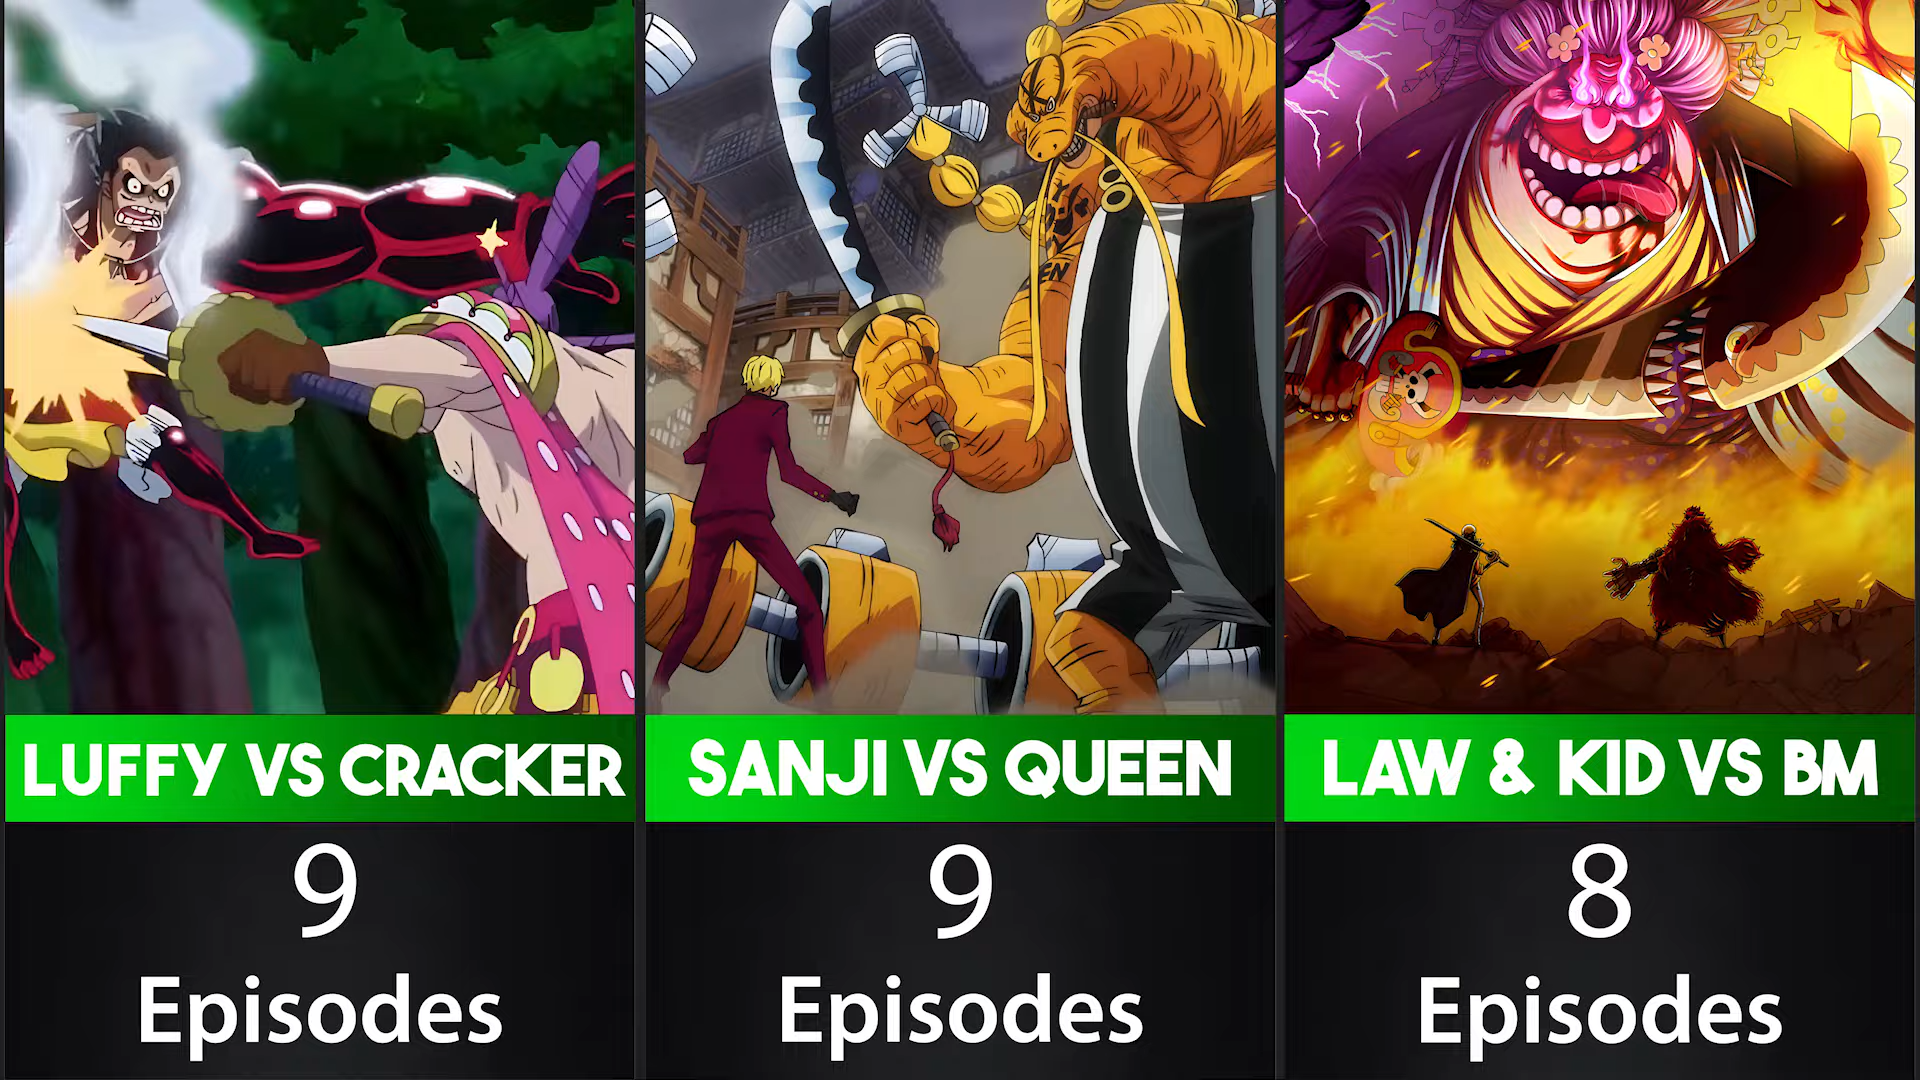 LUFFY VS CRACKER
9
Episodes
SANJI VS QUEEN
9
Episodes
LAW & KID VS BM
8
Episodes